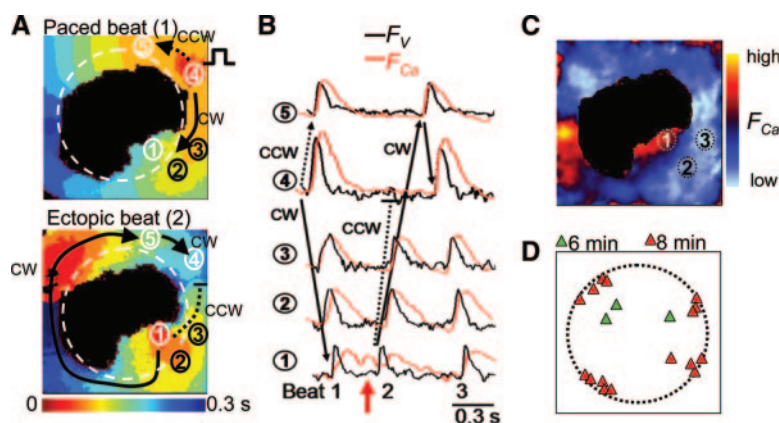 A
Paced beat (1)
CCW
5
4
CW
1
3
2
Ectopic beat (2)
5
CW
4
CW
CCW
1
3
2
0
0.3 s
B
F_V
F_Ca
5
CCW
CW
4
CW
CCW
3
2
1
Beat 1
2
3
0.3 s
C
1
3
2
high
F_Ca
low
D
6 min
8 min